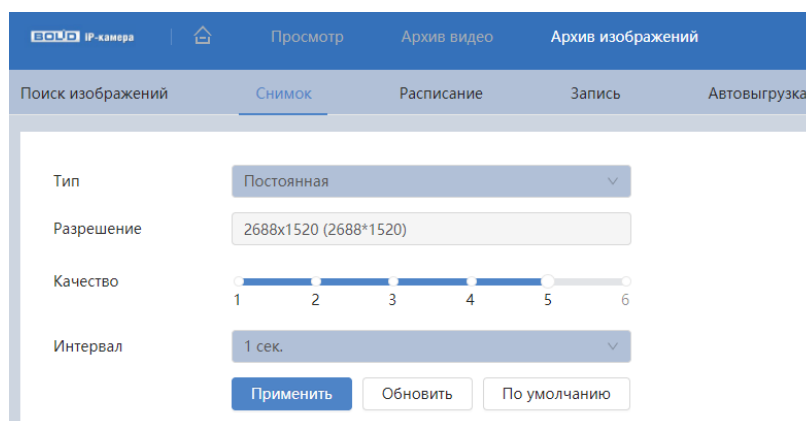 BOLID IP-камера Просмотр Архив видео Архив изображений
Поиск изображений Снимок Расписание Запись Автовыгрузка
Тип Постоянная
Разрешение 2688x1520 (2688*1520)
Качество
1 2 3 4 5 6
Интервал 1 сек.
Применить Обновить По умолчанию